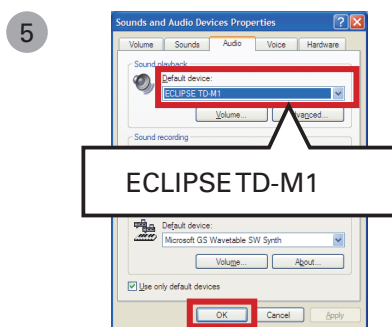 5
Sounds and Audio Devices Properties
Volume Sounds Audio Voice Hardware
Sound playback
Default device:
ECLIPSE TD-M1
Volume... Advanced...
Sound recording
ECLIPSE TD-M1
Default device:
Microsoft GS Wavetable SW Synth
Volume... About...
Use only default devices
OK Cancel Apply